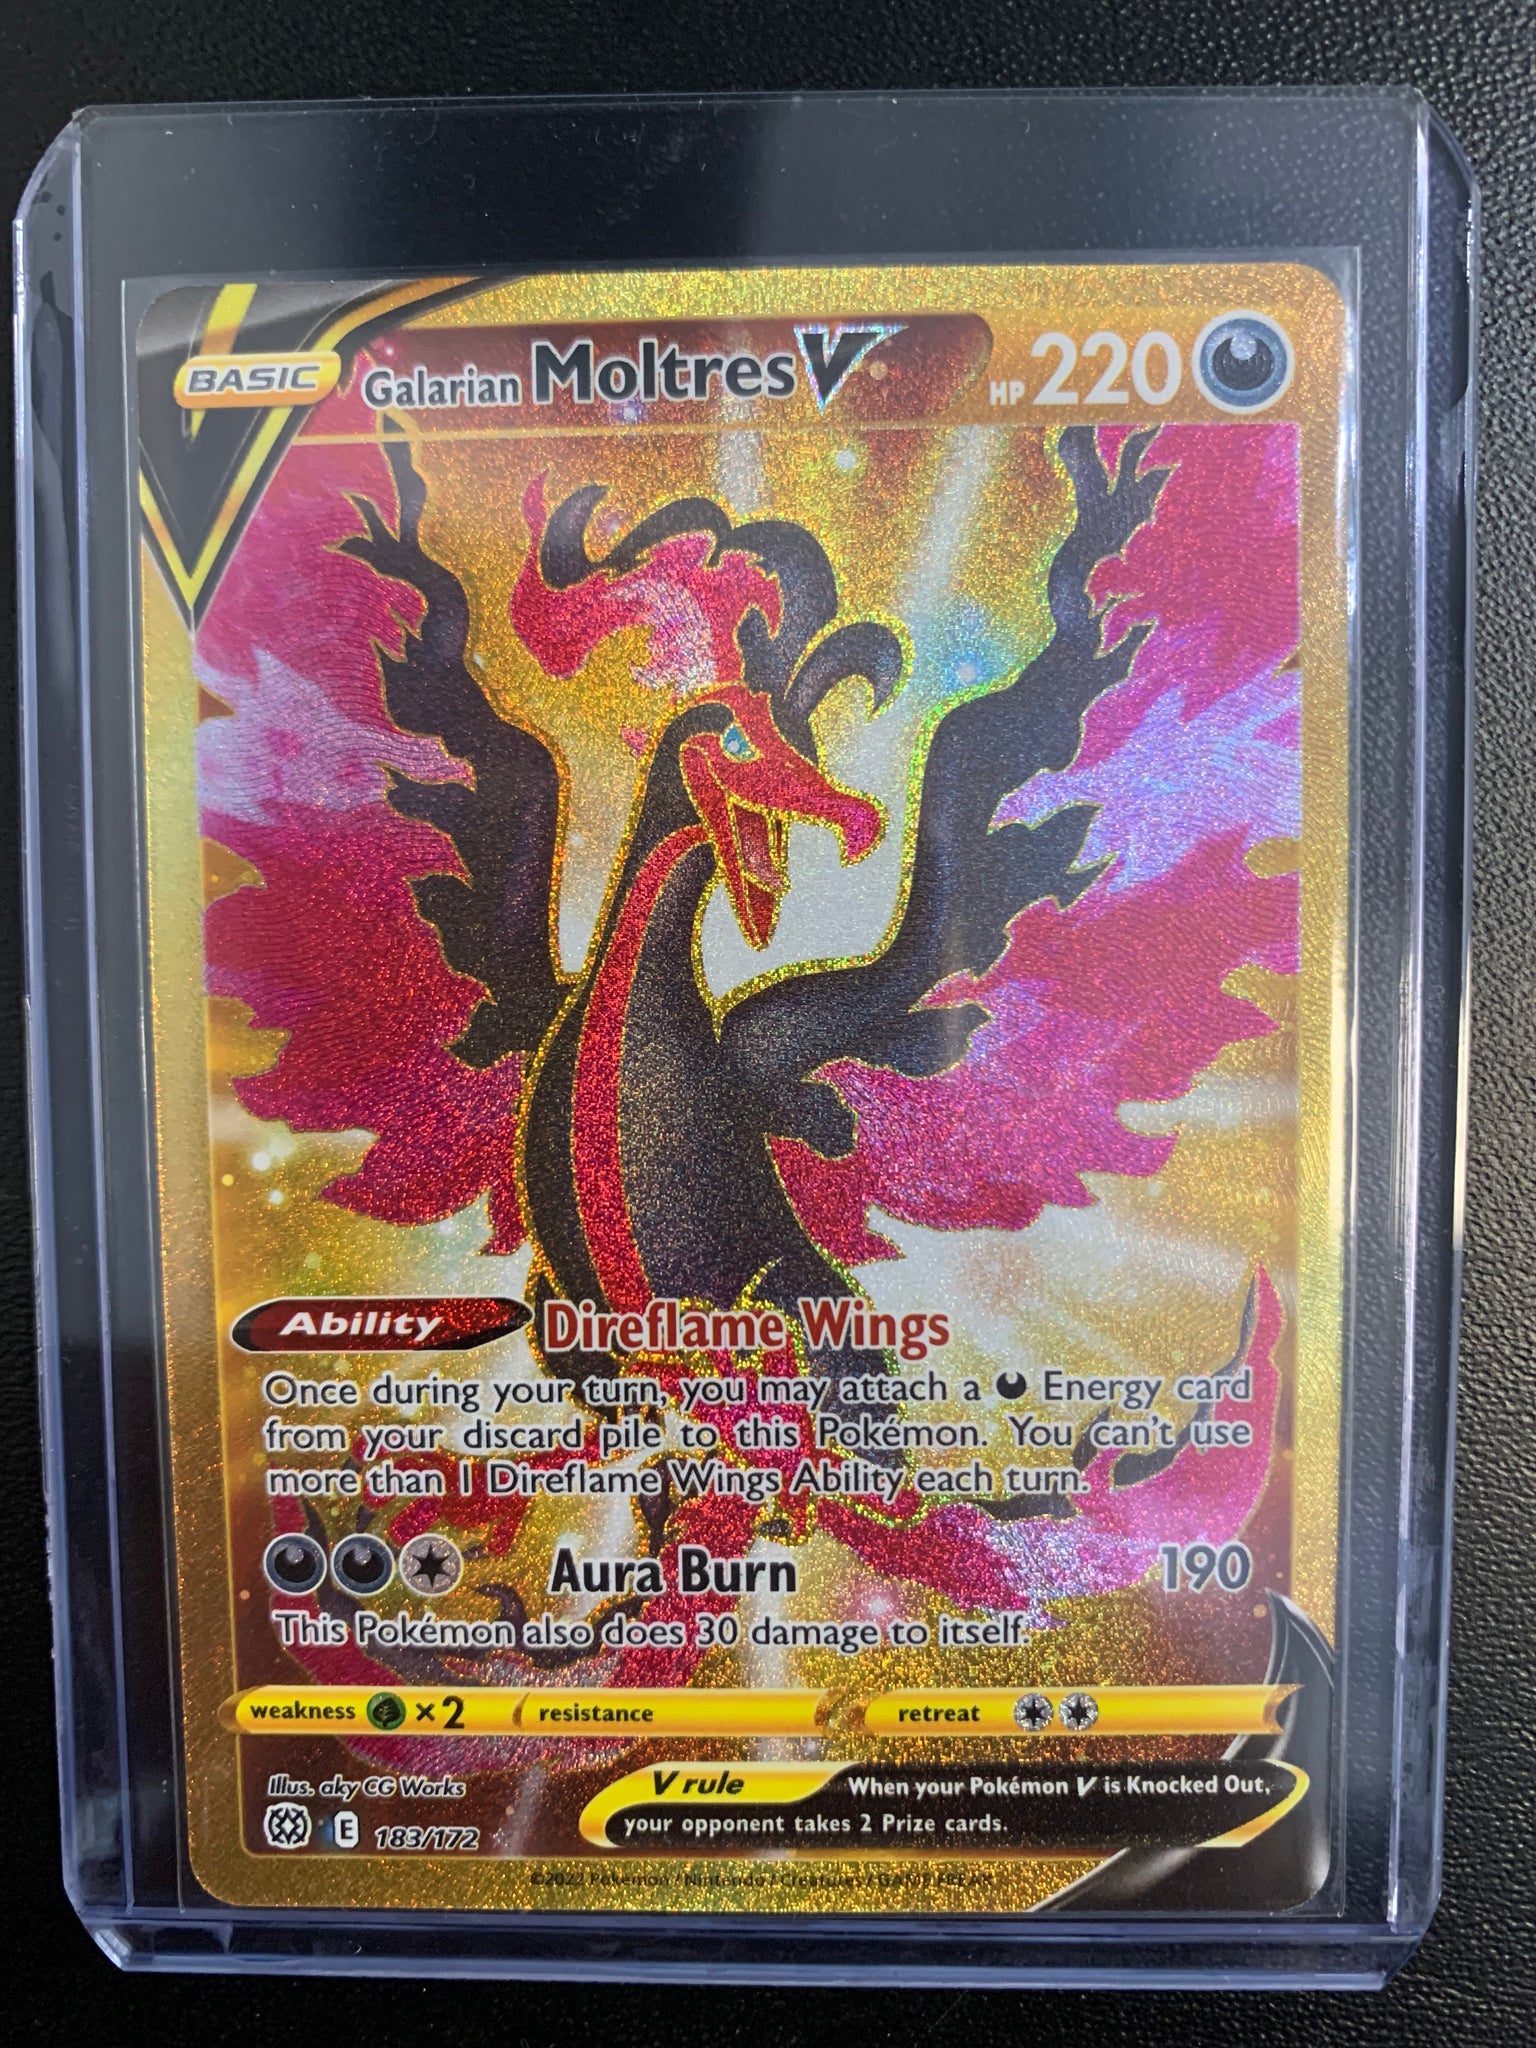 BASIC
Galarian Moltres V
HP 220
Ability Direflame Wings
Once during your turn, you may attach a Energy card
from your discard pile to this Pokémon. You can't use
more than 1 Direflame Wings Ability each turn.
Aura Burn 190
This Pokémon also does 30 damage to itself.
weakness ×2 resistance retreat
Illus. aky CG Works
V rule When your Pokémon V is Knocked Out,
your opponent takes 2 Prize cards.
E 183/172
©2022 Pokémon / Nintendo / Creatures / GAME FREAK